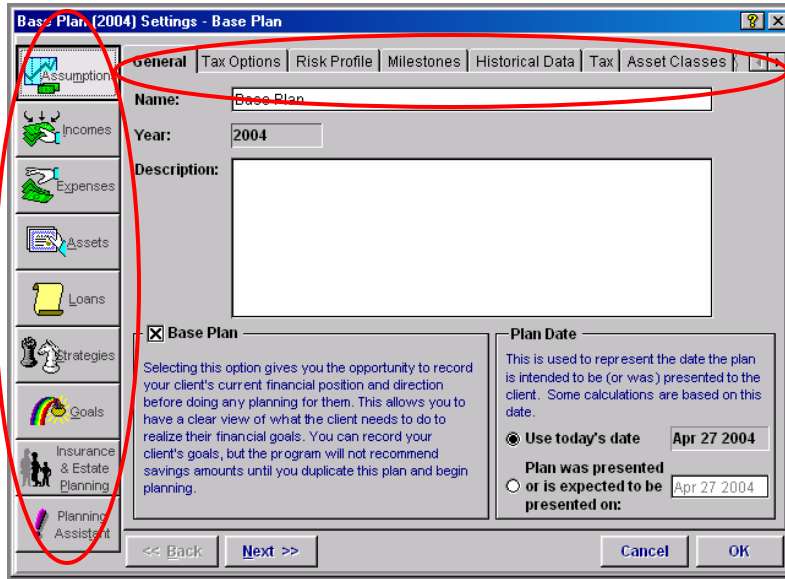 Base Plan (2004) Settings - Base Plan
General Tax Options Risk Profile Milestones Historical Data Tax Asset Classes
Assumptions
Incomes
Expenses
Assets
Loans
Strategies
Goals
Insurance
& Estate
Planning
Planning
Assistant
Name: Base Plan
Year: 2004
Description:
Base Plan
Selecting this option gives you the opportunity to record
your client's current financial position and direction
before doing any planning for them. This allows you to
have a clear view of what the client needs to do to
realize their financial goals. You can record your
client's goals, but the program will not recommend
savings amounts until you duplicate this plan and begin
planning.
Plan Date
This is used to represent the date the plan
is intended to be (or was) presented to the
client. Some calculations are based on this
date.
Use today's date Apr 27 2004
Plan was presented
or is expected to be Apr 27 2004
presented on:
<< Back Next >> Cancel OK